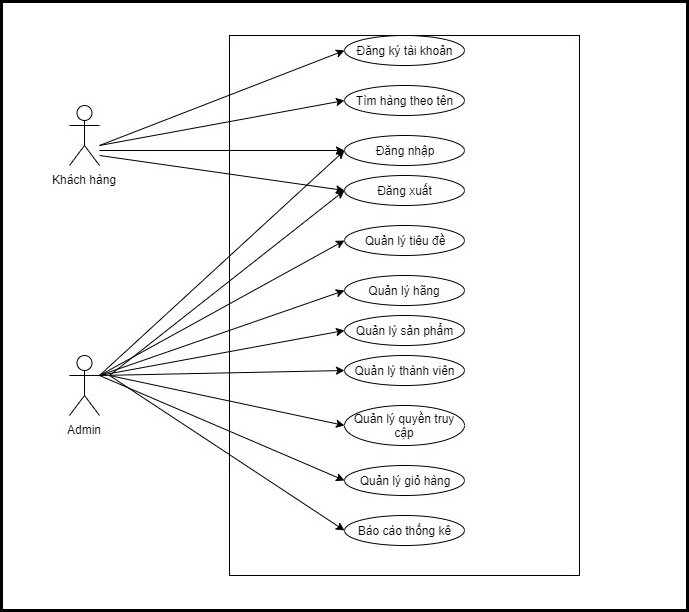 Đăng ký tài khoản
Tìm hàng theo tên
Đăng nhập
Khách hàng
Đăng xuất
Quản lý tiêu đề
Quản lý hãng
Quản lý sản phẩm
Quản lý thành viên
Admin
Quản lý quyền truy
cập
Quản lý giỏ hàng
Báo cáo thống kê